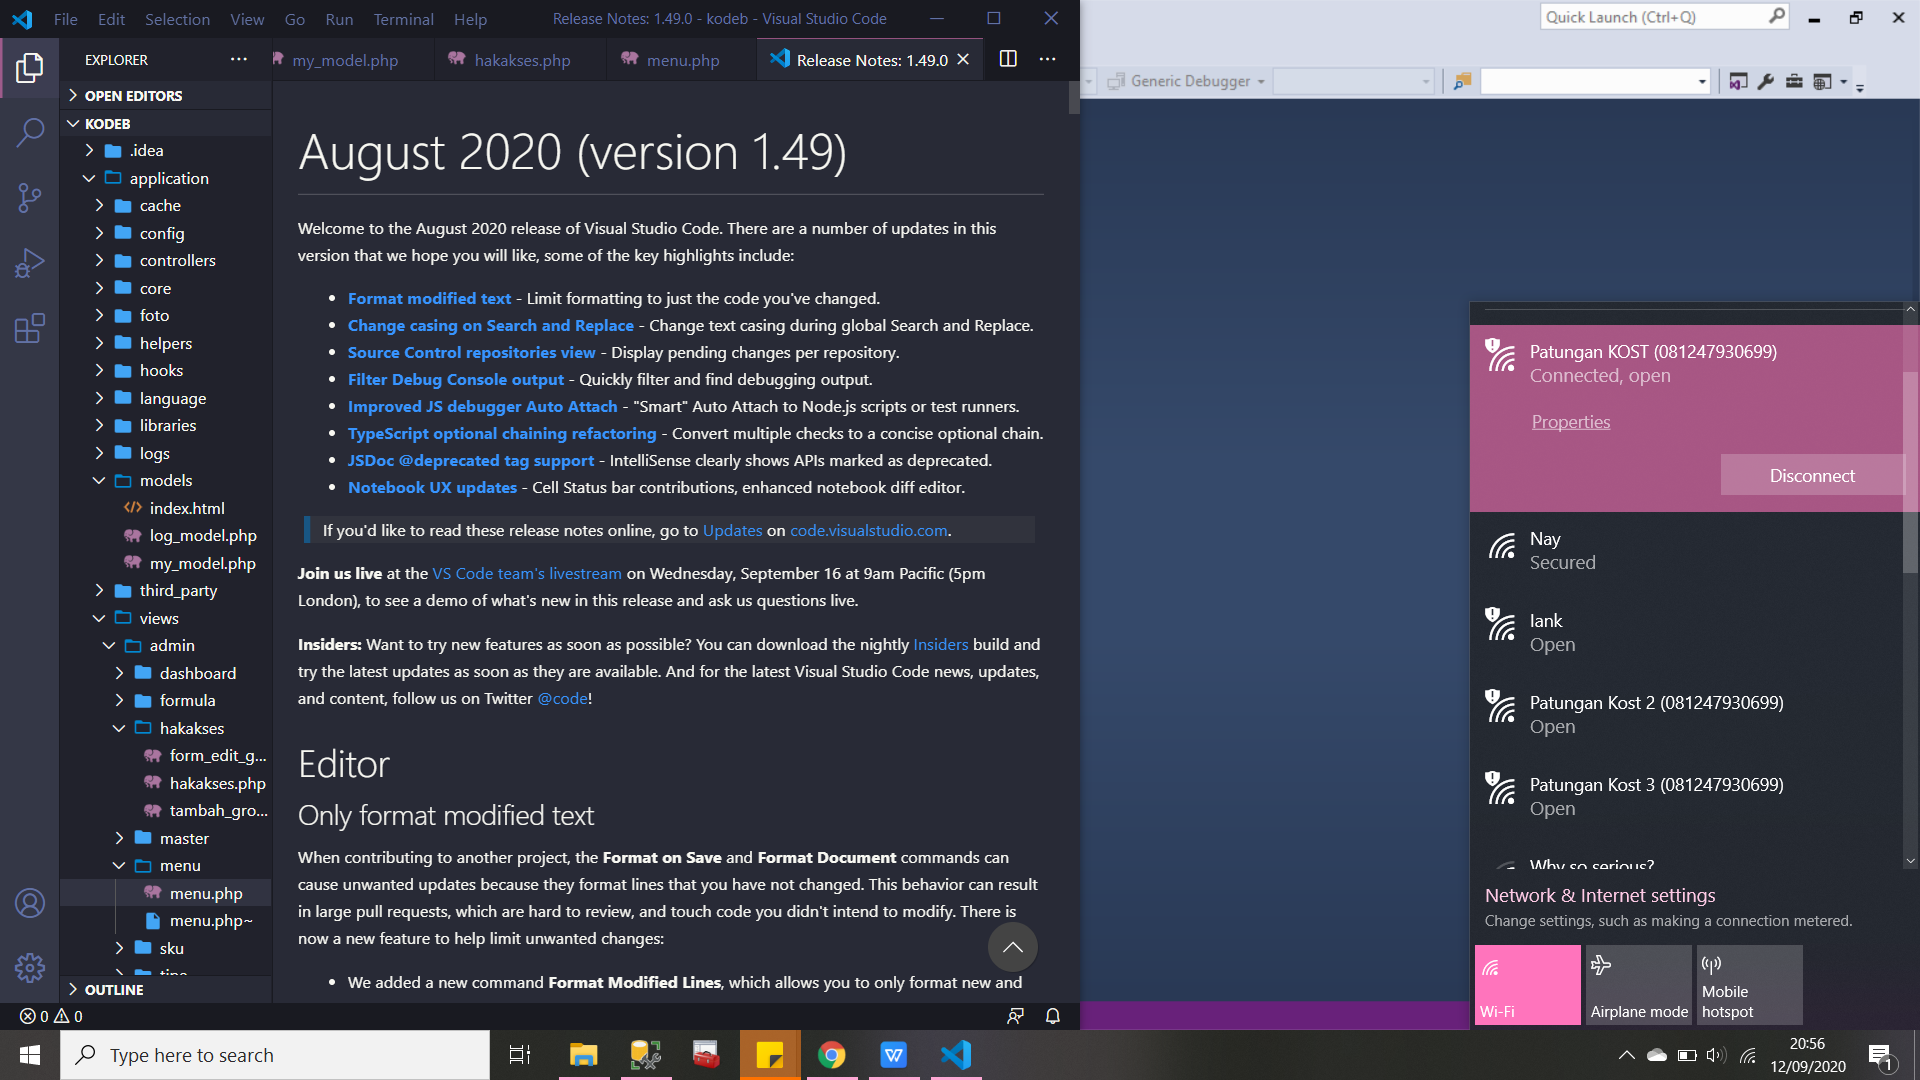 File Edit Selection View Go Run Terminal Help
Release Notes: 1.49.0 - kodeb - Visual Studio Code
EXPLORER
my_model.php
hakakses.php
menu.php
Release Notes: 1.49.0
OPEN EDITORS
KODEB
.idea
application
cache
config
controllers
core
foto
helpers
hooks
language
libraries
logs
models
index.html
log_model.php
my_model.php
third_party
views
admin
dashboard
formula
hakakses
form_edit_g...
hakakses.php
tambah_gro...
master
menu
menu.php
menu.php~
sku
OUTLINE
0 0
August 2020 (version 1.49)
Welcome to the August 2020 release of Visual Studio Code. There are a number of updates in this
version that we hope you will like, some of the key highlights include:
• Format modified text - Limit formatting to just the code you've changed.
• Change casing on Search and Replace - Change text casing during global Search and Replace.
• Source Control repositories view - Display pending changes per repository.
• Filter Debug Console output - Quickly filter and find debugging output.
• Improved JS debugger Auto Attach - "Smart" Auto Attach to Node.js scripts or test runners.
• TypeScript optional chaining refactoring - Convert multiple checks to a concise optional chain.
• JSDoc @deprecated tag support - IntelliSense clearly shows APIs marked as deprecated.
• Notebook UX updates - Cell Status bar contributions, enhanced notebook diff editor.
If you'd like to read these release notes online, go to Updates on code.visualstudio.com.
Join us live at the VS Code team's livestream on Wednesday, September 16 at 9am Pacific (5pm
London), to see a demo of what's new in this release and ask us questions live.
Insiders: Want to try new features as soon as possible? You can download the nightly Insiders build and
try the latest updates as soon as they are available. And for the latest Visual Studio Code news, updates,
and content, follow us on Twitter @code!
Editor
Only format modified text
When contributing to another project, the Format on Save and Format Document commands can
cause unwanted updates because they format lines that you have not changed. This behavior can result
in large pull requests, which are hard to review, and touch code you didn't intend to modify. There is
now a new feature to help limit unwanted changes:
• We added a new command Format Modified Lines, which allows you to only format new and
Quick Launch (Ctrl+Q)
Generic Debugger
Patungan KOST (081247930699)
Connected, open
Properties
Disconnect
Nay
Secured
Iank
Open
Patungan Kost 2 (081247930699)
Open
Patungan Kost 3 (081247930699)
Open
Why so serious?
Network & Internet settings
Change settings, such as making a connection metered.
Wi-Fi
Airplane mode
Mobile
hotspot
Type here to search
20:56
12/09/2020
1